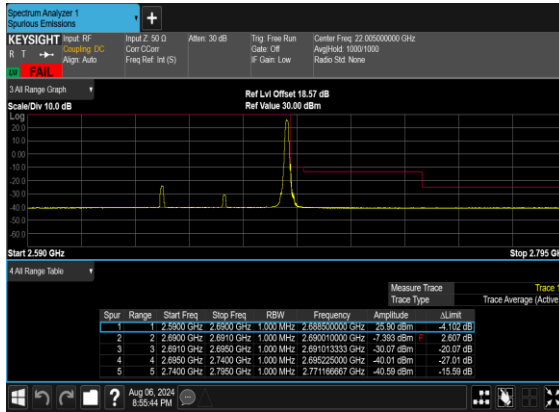 Spectrum Analyzer 1
Spurious Emissions
+
KEYSIGHT Input: RF Input Z: 50 Ω Atten: 30 dB Trig: Free Run Center Freq: 22.005000000 GHz
R T Coupling: DC Corr CCorr Gate: Off Avg|Hold: 1000/1000
Align: Auto Freq Ref: Int (S) IF Gain: Low Radio Std: None
FAIL
3 All Range Graph
Ref Lvl Offset 18.57 dB
Scale/Div 10.0 dB Ref Value 30.00 dBm
Log
20.0
10.0
0.00
-10.0
-20.0
-30.0
-40.0
-50.0
-60.0
Start 2.590 GHz Stop 2.795 GH
4 All Range Table
Measure Trace Trace 1
Trace Type Trace Average (Active
Spur Range Start Freq Stop Freq RBW Frequency Amplitude ΔLimit
1 1 2.5900 GHz 2.6900 GHz 1.000 MHz 2.688500000 GHz 25.90 dBm -4.102 dB
2 2 2.6900 GHz 2.6910 GHz 1.000 MHz 2.690010000 GHz -7.393 dBm F 2.607 dB
3 3 2.6910 GHz 2.6950 GHz 1.000 MHz 2.691013333 GHz -30.07 dBm -20.07 dB
4 4 2.6950 GHz 2.7400 GHz 1.000 MHz 2.695225000 GHz -40.01 dBm -27.01 dB
5 5 2.7400 GHz 2.7950 GHz 1.000 MHz 2.771166667 GHz -40.59 dBm -15.59 dB
?
Aug 06, 2024
8:55:44 PM